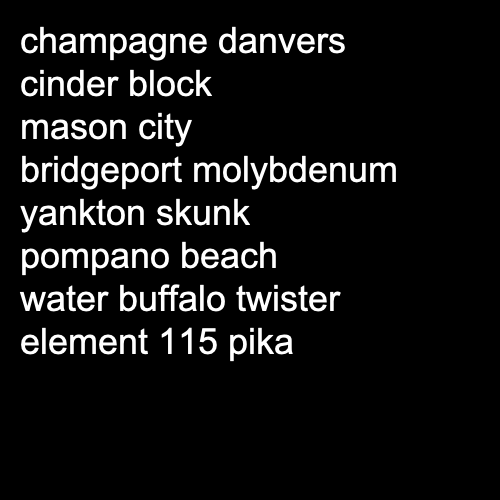 champagne danvers
cinder block
mason city
bridgeport molybdenum
yankton skunk
pompano beach
water buffalo twister
element 115 pika